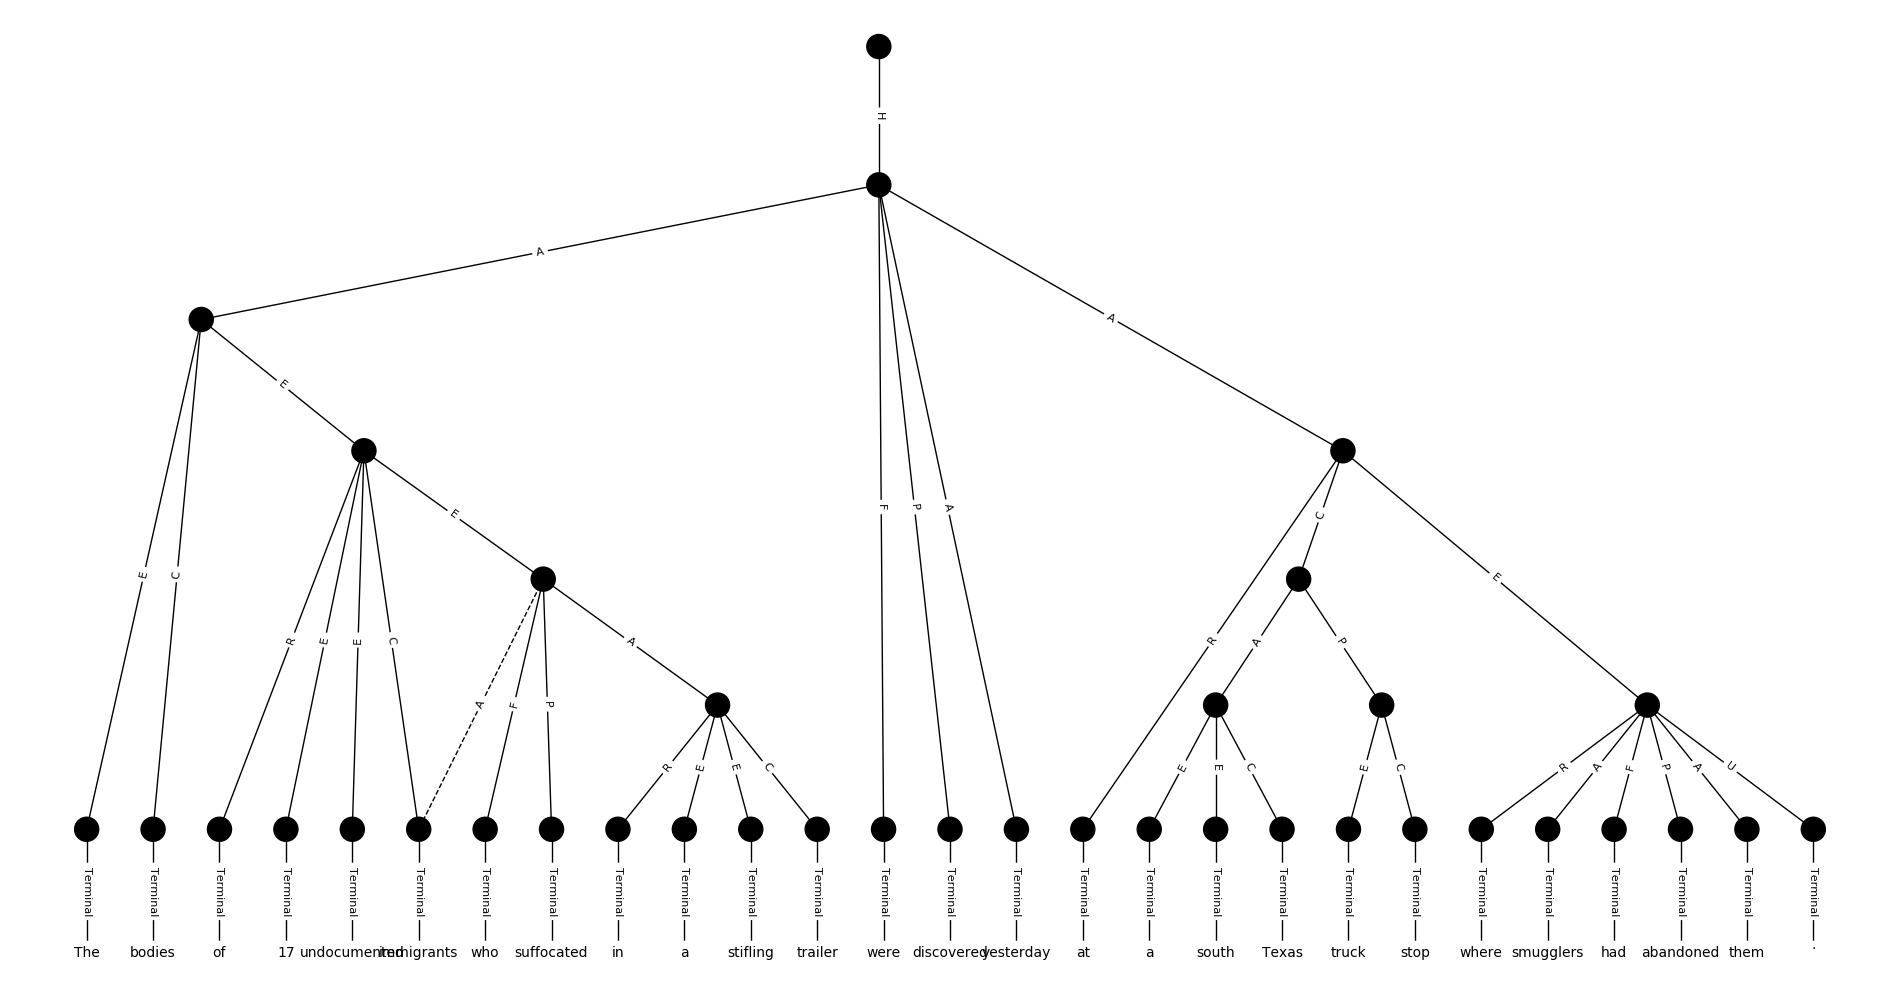 H
A
A
E
E
C
E
C
R
E
E
C
A
F
P
A
R
E
E
C
F
P
A
R
C
A
P
E
E
E
C
E
C
R
A
F
P
A
U
Terminal Terminal Terminal Terminal Terminal Terminal Terminal Terminal Terminal Terminal Terminal Terminal Terminal Terminal Terminal Terminal Terminal Terminal Terminal Terminal Terminal Terminal Terminal Terminal Terminal Terminal Terminal
The bodies of 17 undocumented immigrants who suffocated in a stifling trailer were discovered yesterday at a south Texas truck stop where smugglers had abandoned them .